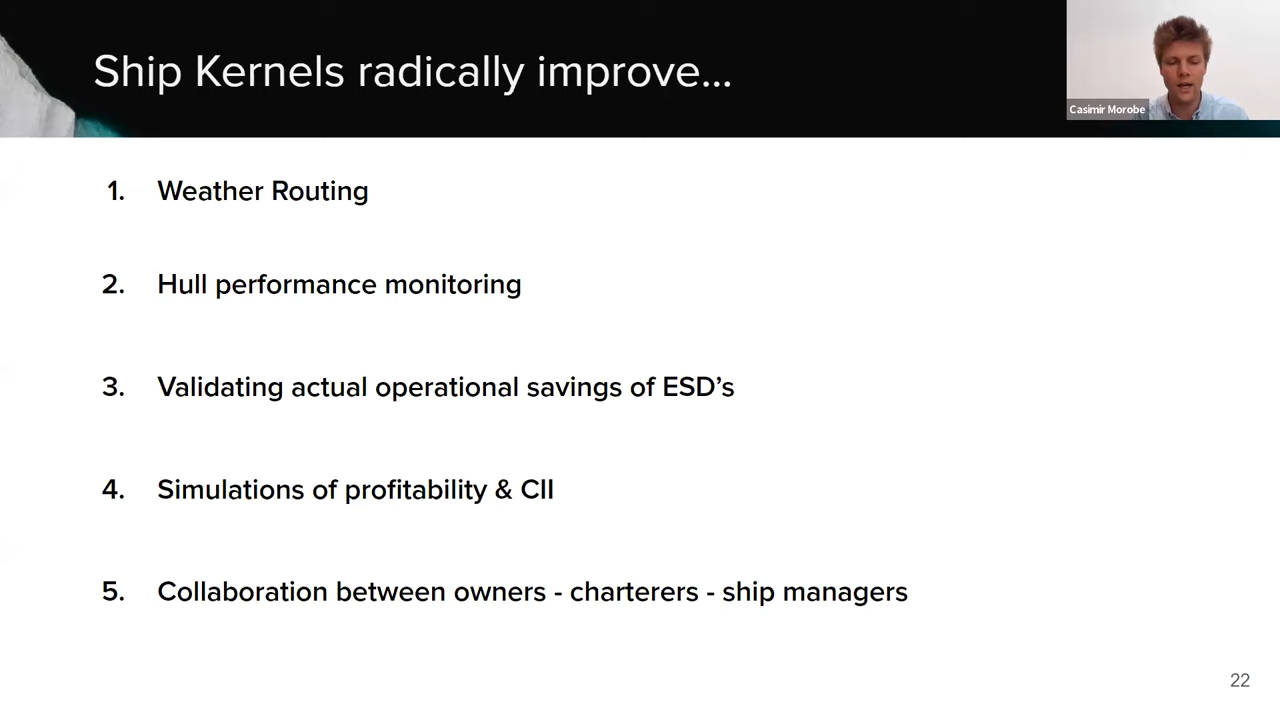 Ship Kernels radically improve...
Casimir Morobe
1. Weather Routing
2. Hull performance monitoring
3. Validating actual operational savings of ESD’s
4. Simulations of profitability & CII
5. Collaboration between owners - charterers - ship managers
22